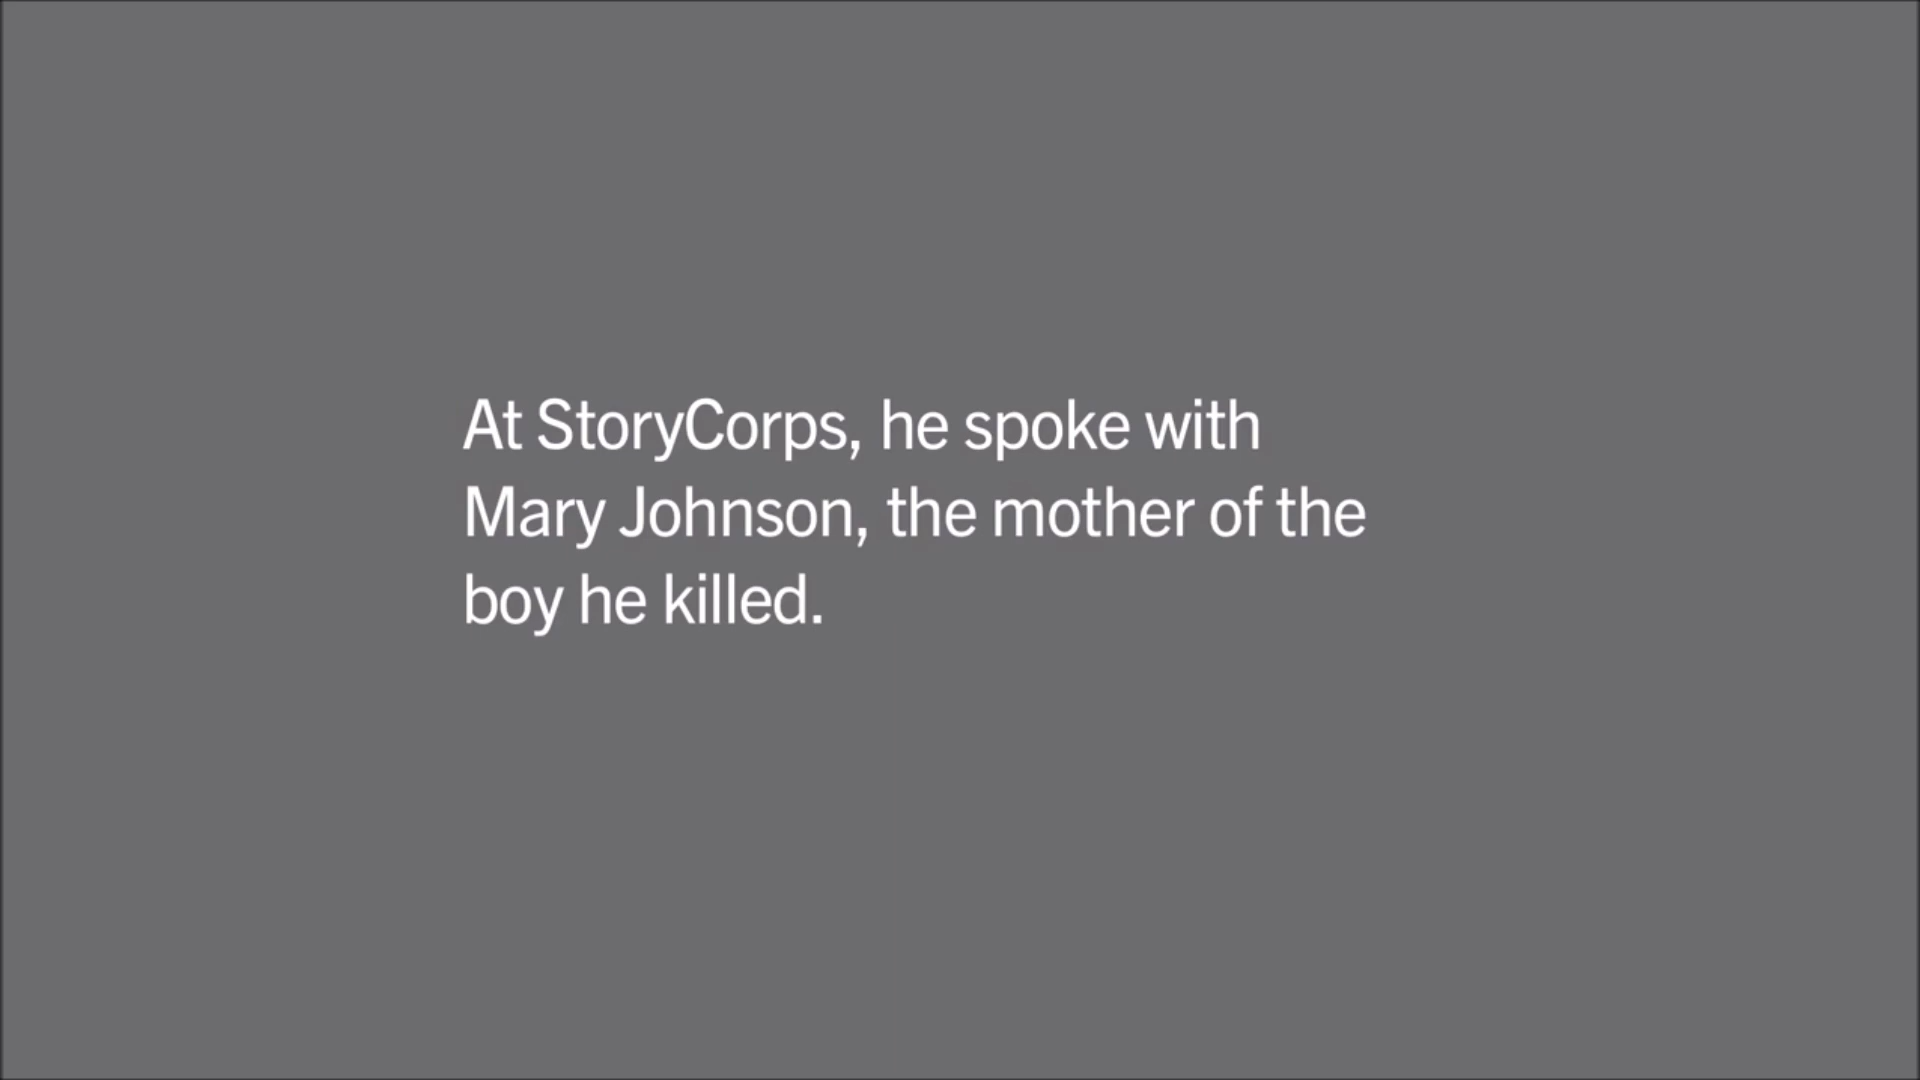 At StoryCorps, he spoke with
Mary Johnson, the mother of the
boy he killed.